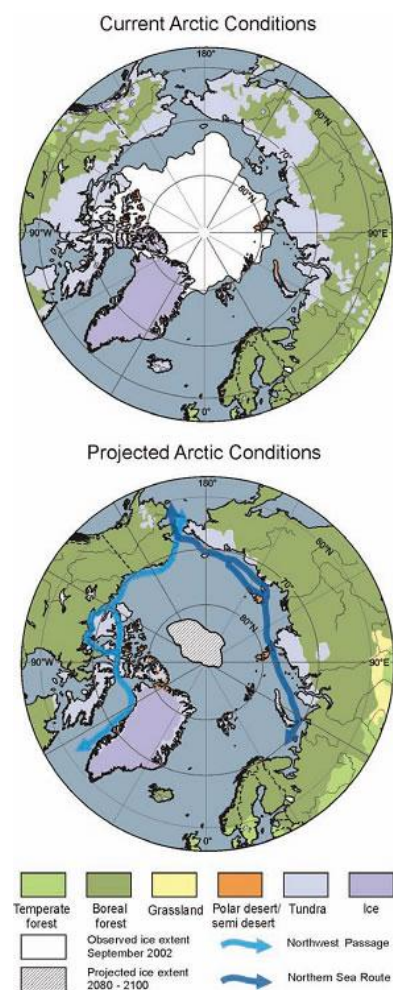 Current Arctic Conditions
180°
60°N
70°
80°N
90°W
90°E
0°
Projected Arctic Conditions
180°
60°N
70°
80°N
90°W
90°E
0°
Temperate forest
Boreal forest
Grassland
Polar desert/ semi desert
Tundra
Ice
Observed ice extent
September 2002
Northwest Passage
Projected ice extent
2080 - 2100
Northern Sea Route